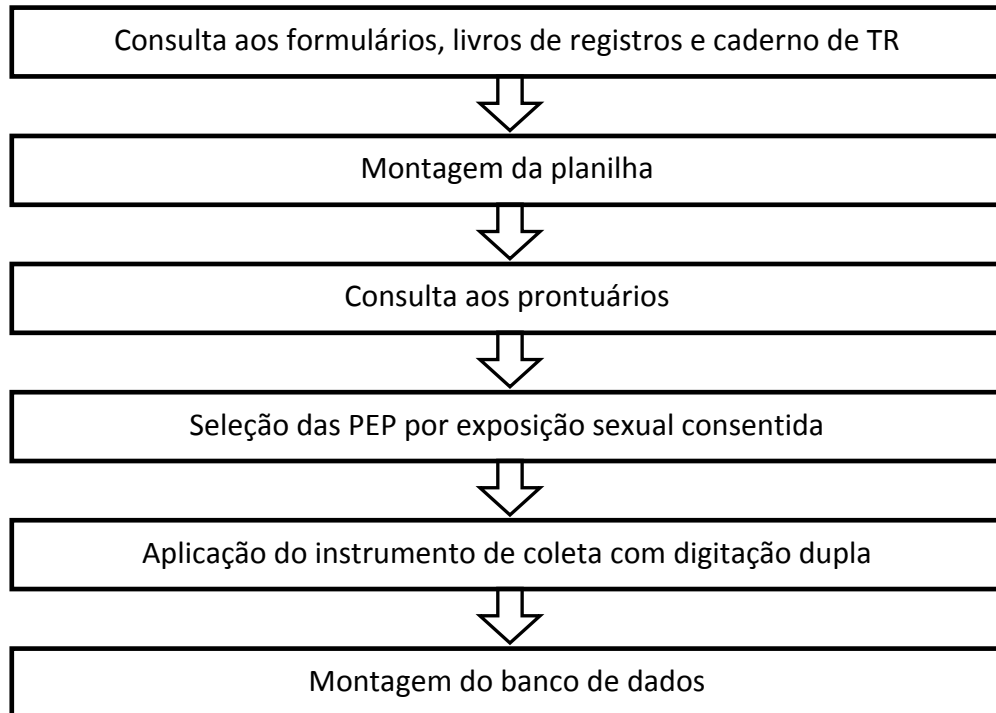 Consulta aos formulários, livros de registros e caderno de TR
Montagem da planilha
Consulta aos prontuários
Seleção das PEP por exposição sexual consentida
Aplicação do instrumento de coleta com digitação dupla
Montagem do banco de dados